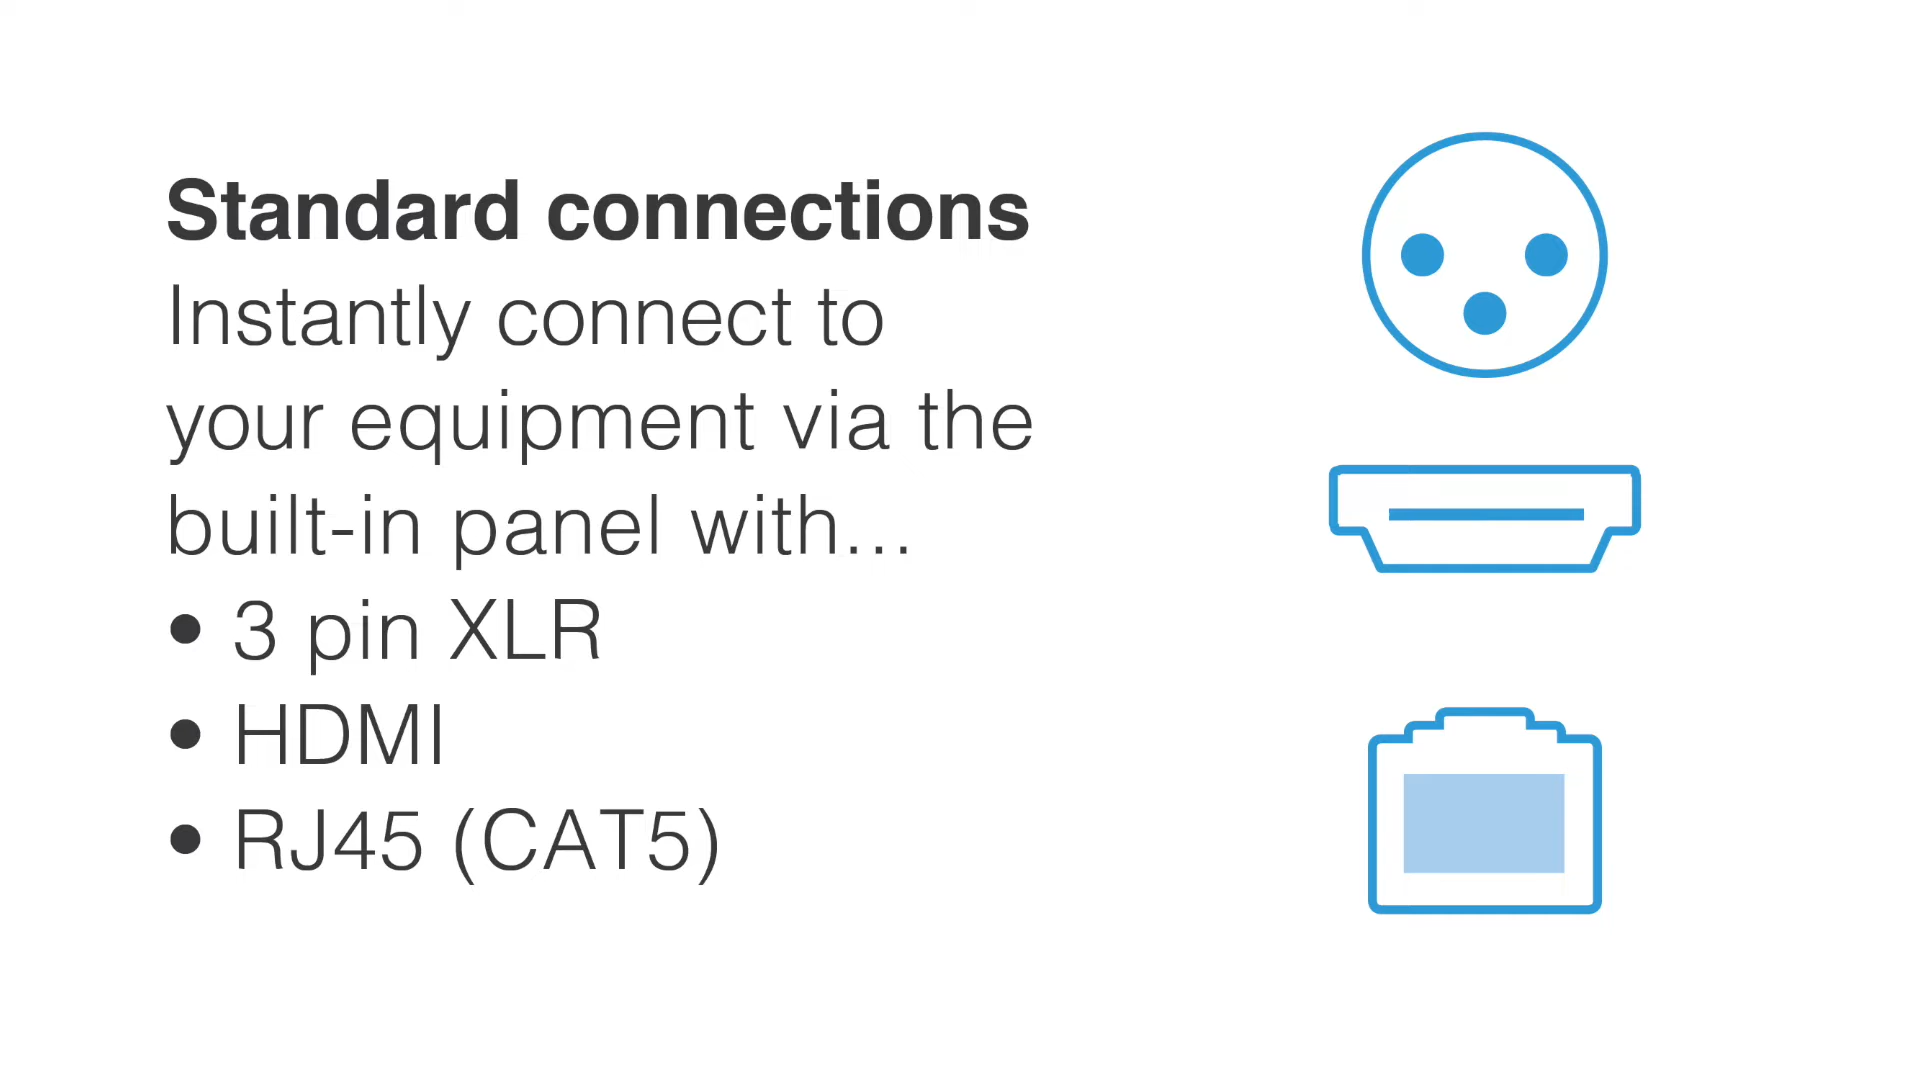 Standard connections
Instantly connect to
your equipment via the
built-in panel with...
• 3 pin XLR
• HDMI
• RJ45 (CAT5)